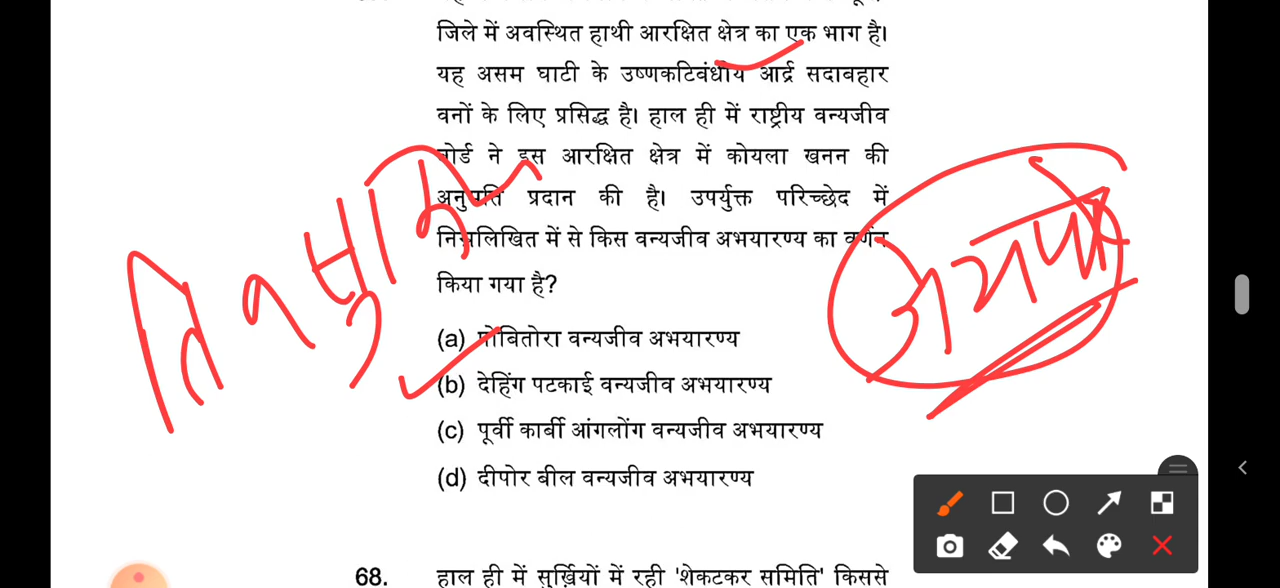 जिले में अवस्थित हाथी आरक्षित क्षेत्र का एक भाग है।
यह असम घाटी के उष्णकटिबंधीय आर्द्र सदाबहार
वनों के लिए प्रसिद्ध है। हाल ही में राष्ट्रीय वन्यजीव
बोर्ड ने इस आरक्षित क्षेत्र में कोयला खनन की
अनुमति प्रदान की है। उपर्युक्त परिच्छेद में
निम्नलिखित में से किस वन्यजीव अभयारण्य का वर्णन
किया गया है?
(a) पोबितोरा वन्यजीव अभयारण्य
(b) देहिंग पटकाई वन्यजीव अभयारण्य
(c) पूर्वी कार्बी आंगलोंग वन्यजीव अभयारण्य
(d) दीपोर बील वन्यजीव अभयारण्य
68. हाल ही में सुर्ख़ियों में रही 'शेकटकर समिति' किससे